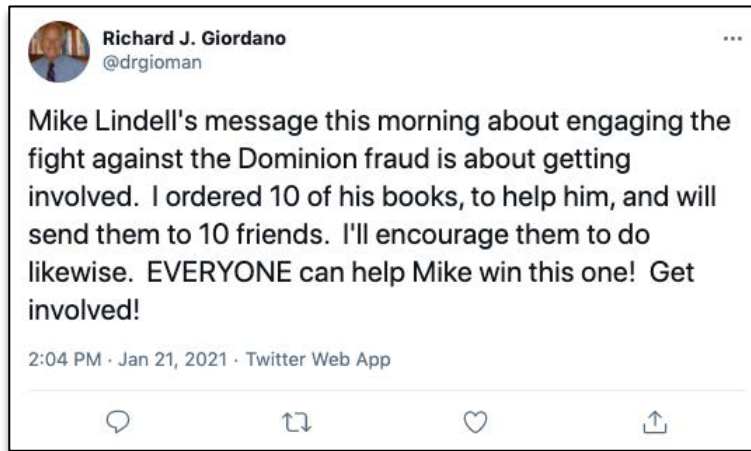 Richard J. Giordano
@drgioman
Mike Lindell's message this morning about engaging the
fight against the Dominion fraud is about getting
involved.  I ordered 10 of his books, to help him, and will
send them to 10 friends.  I'll encourage them to do
likewise.  EVERYONE can help Mike win this one!  Get
involved!
2:04 PM · Jan 21, 2021 · Twitter Web App